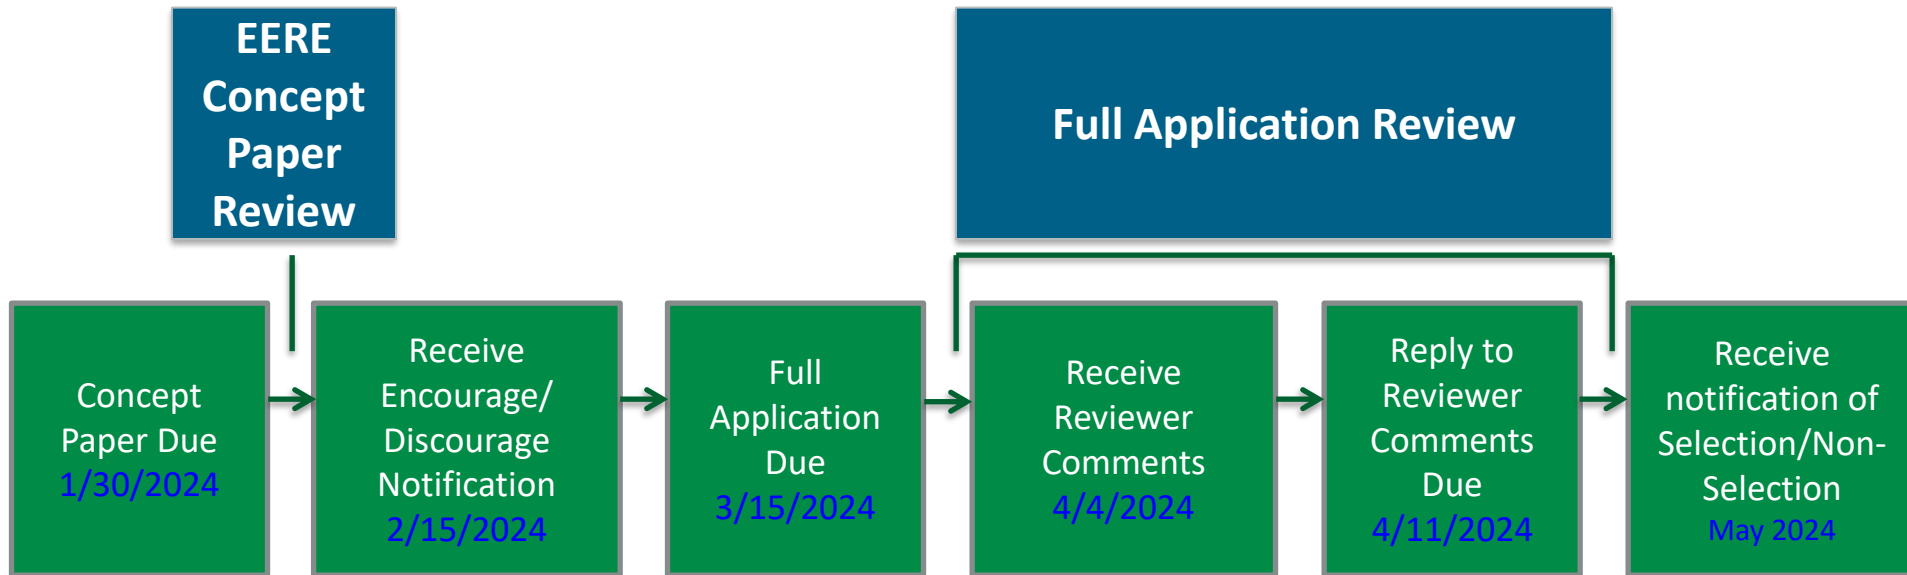 EERE
Concept
Paper
Review
Full Application Review
Concept
Paper Due
1/30/2024
Receive
Encourage/
Discourage
Notification
2/15/2024
Full
Application
Due
3/15/2024
Receive
Reviewer
Comments
4/4/2024
Reply to
Reviewer
Comments
Due
4/11/2024
Receive
notification of
Selection/Non-
Selection
May 2024